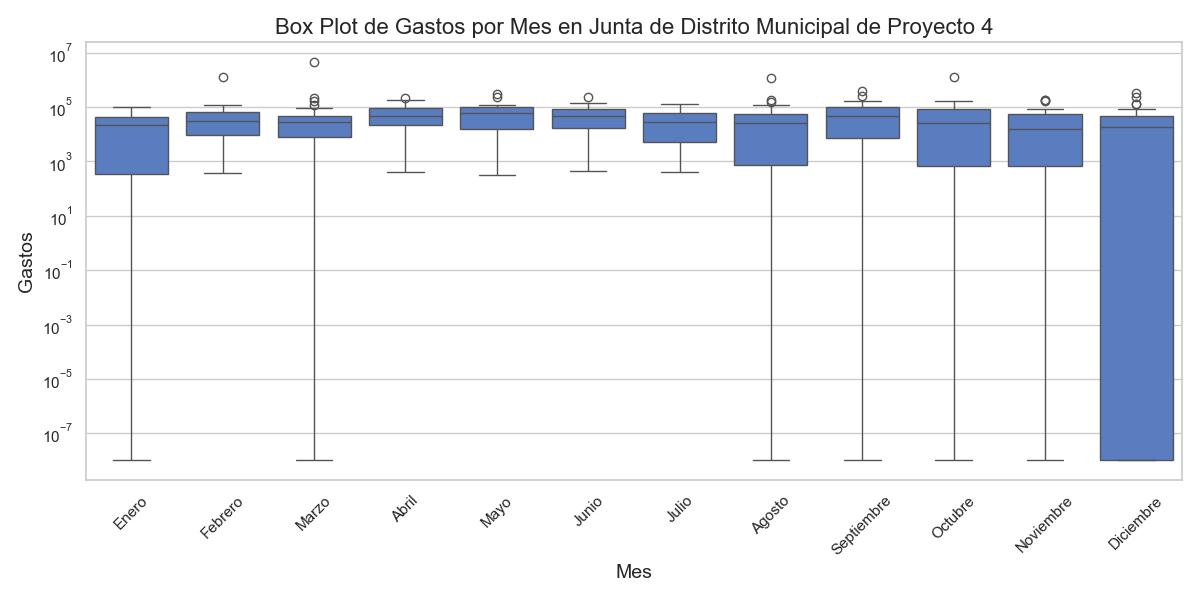 Box Plot de Gastos por Mes en Junta de Distrito Municipal de Proyecto 4
Gastos
10^7
10^5
10^3
10^1
10^−1
10^−3
10^−5
10^−7
Enero
Febrero
Marzo
Abril
Mayo
Junio
Julio
Agosto
Septiembre
Octubre
Noviembre
Diciembre
Mes